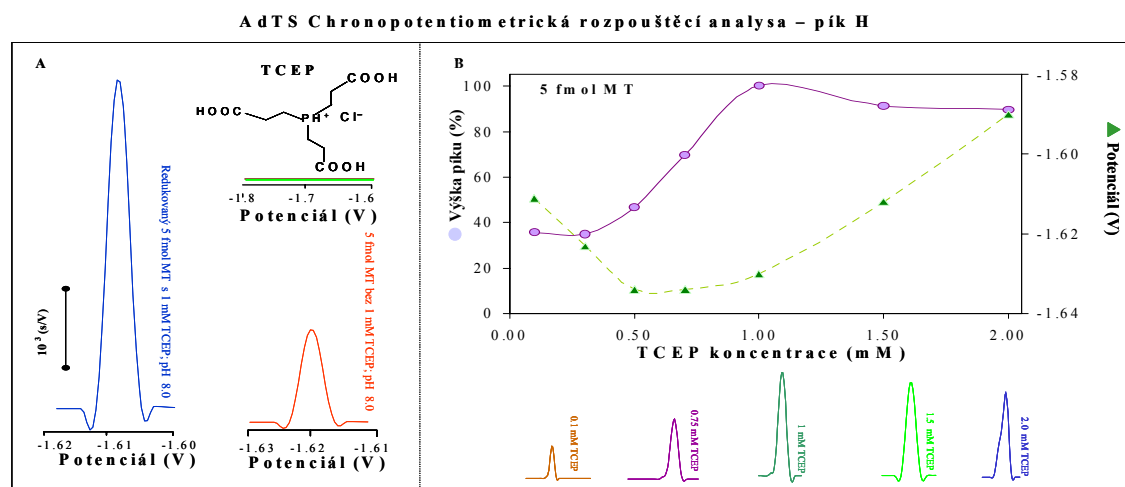 AdTS Chronopotentiometrická rozpouštěcí analysa – pík H
A
TCEP
COOH
HOOC
PH⁺ Cl⁻
COOH
-1.8 -1.7 -1.6
Potenciál (V)
Redukovaný 5 fmol MT s 1 mM TCEP; pH 8.0
5 fmol MT bez 1 mM TCEP; pH 8.0
10³ (s/V)
-1.62 -1.61 -1.60
Potenciál (V)
-1.63 -1.62 -1.61
Potenciál (V)
B
5 fmol MT
Výška píku (%)
100
80
60
40
20
0
-1.58
-1.60
-1.62
-1.64
Potenciál (V)
0.00 0.50 1.00 1.50 2.00
TCEP koncentrace (mM)
0.1 mM TCEP
0.75 mM TCEP
1 mM TCEP
1.5 mM TCEP
2.0 mM TCEP